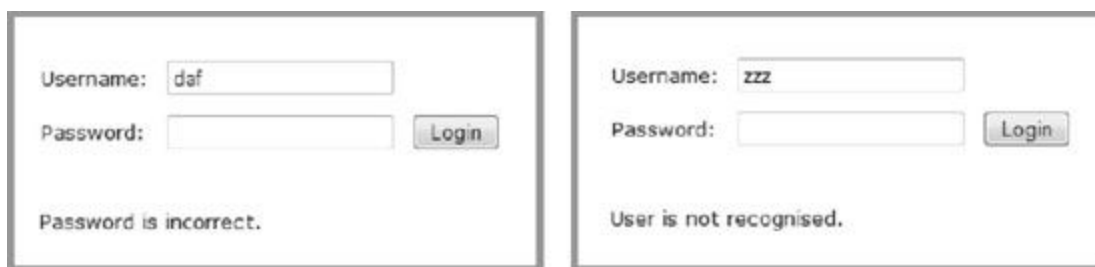 Username: daf
Password: Login
Password is incorrect.
Username: zzz
Password: Login
User is not recognised.